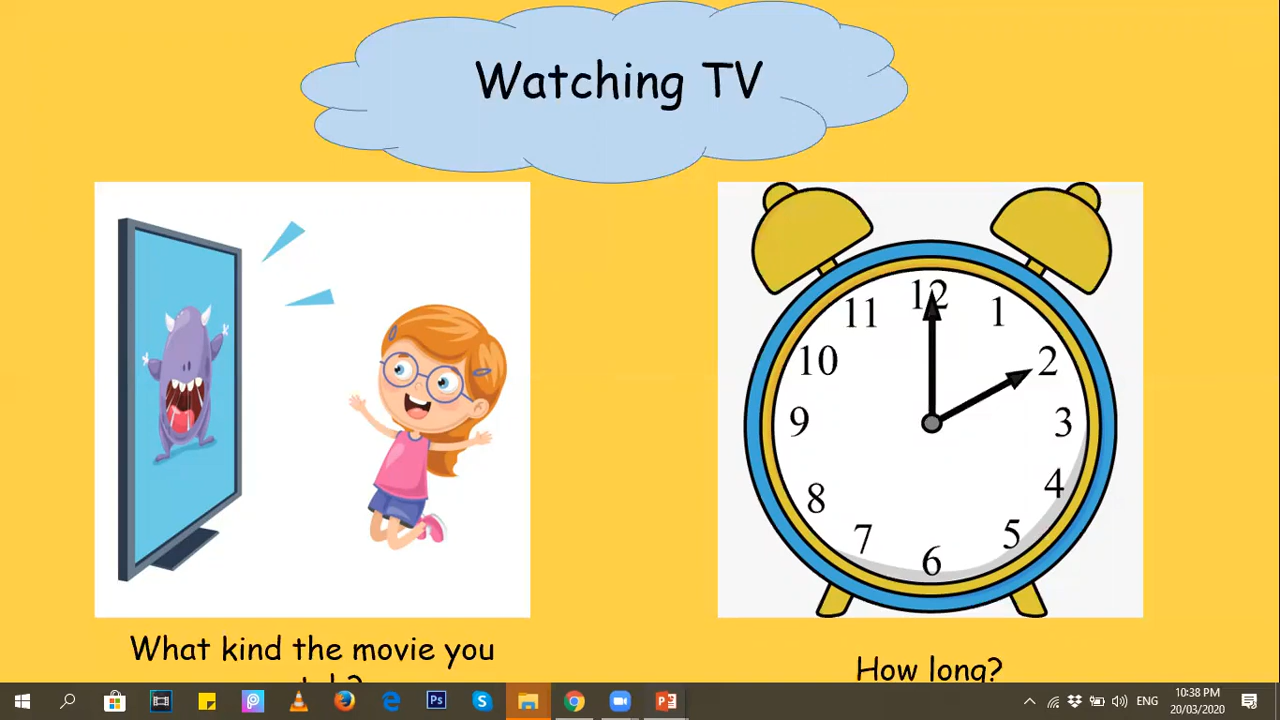 Watching TV
12
11
1
10
2
9
3
8
4
7
5
6
What kind the movie you
How long?
Ps
S
P
ENG
10:38 PM
20/03/2020